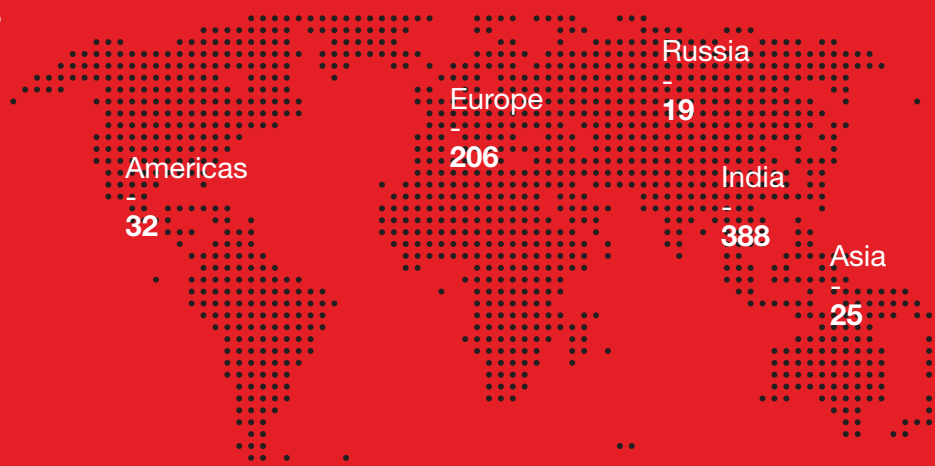 Russia
-
19
Europe
-
206
Americas
-
32
India
-
388
Asia
-
25